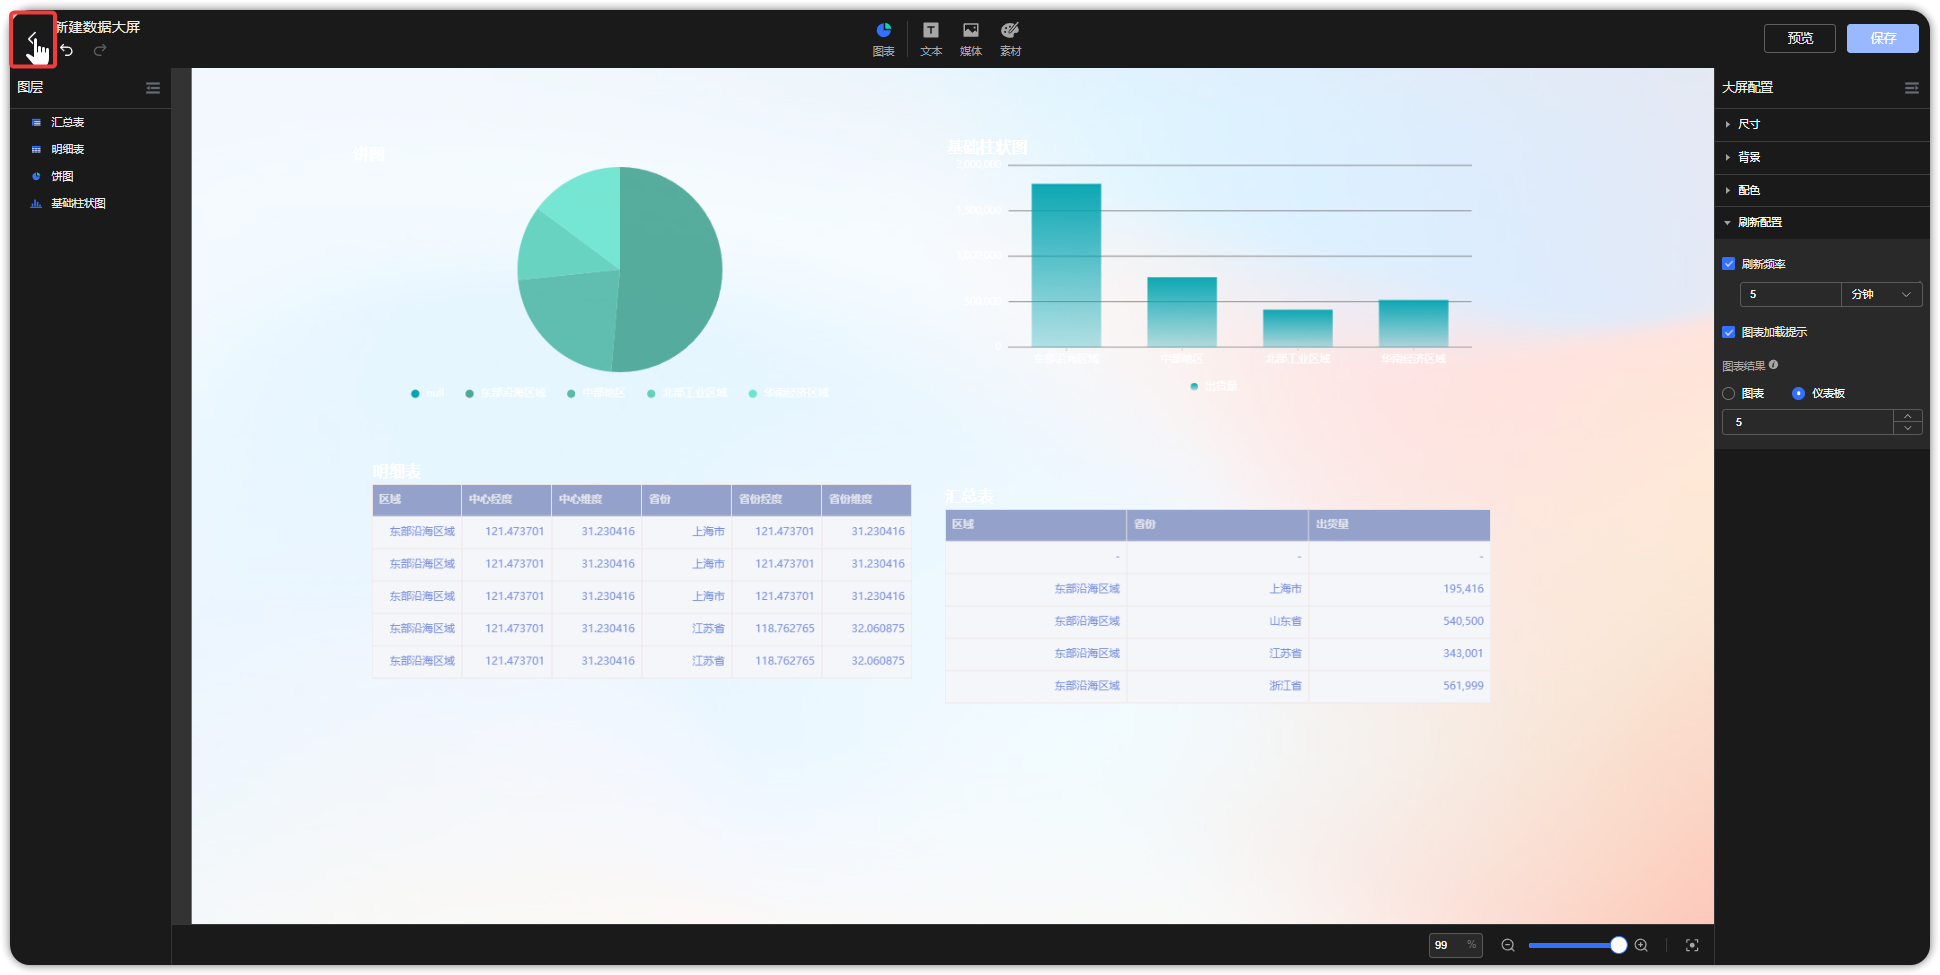 新建数据大屏
图表
文本
媒体
素材
预览
保存
图层
汇总表
明细表
饼图
基础柱状图
饼图
null
东部沿海区域
中部地区
北部工业区域
华南经济区域
基础柱状图
2,000,000
1,500,000
1,000,000
500,000
0
东部沿海区域
中部地区
北部工业区域
华南经济区域
出货量
明细表
区域 中心经度 中心维度 省份 省份经度 省份维度
东部沿海区域 121.473701 31.230416 上海市 121.473701 31.230416
东部沿海区域 121.473701 31.230416 上海市 121.473701 31.230416
东部沿海区域 121.473701 31.230416 上海市 121.473701 31.230416
东部沿海区域 121.473701 31.230416 江苏省 118.762765 32.060875
东部沿海区域 121.473701 31.230416 江苏省 118.762765 32.060875
汇总表
区域 省份 出货量
- - -
东部沿海区域 上海市 195,416
东部沿海区域 山东省 540,500
东部沿海区域 江苏省 343,001
东部沿海区域 浙江省 561,999
大屏配置
尺寸
背景
配色
刷新配置
刷新频率
5 分钟
图表加载提示
图表结果
图表 仪表板
5
99 %